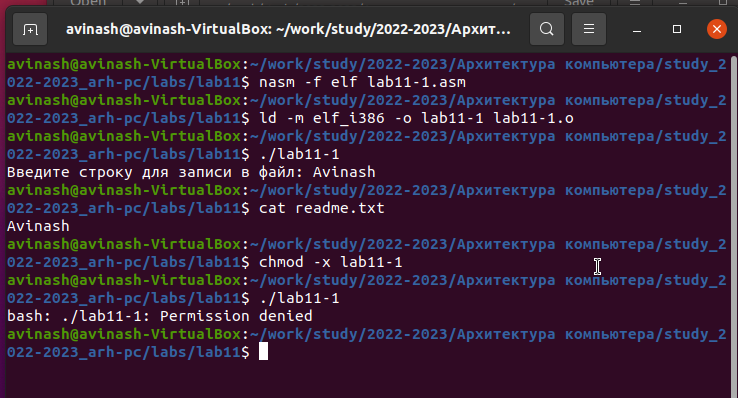 Open
Save
avinash@avinash-VirtualBox: ~/work/study/2022-2023/Архит...
avinash@avinash-VirtualBox:~/work/study/2022-2023/Архитектура компьютера/study_2
022-2023_arh-pc/labs/lab11$ nasm -f elf lab11-1.asm
avinash@avinash-VirtualBox:~/work/study/2022-2023/Архитектура компьютера/study_2
022-2023_arh-pc/labs/lab11$ ld -m elf_i386 -o lab11-1 lab11-1.o
avinash@avinash-VirtualBox:~/work/study/2022-2023/Архитектура компьютера/study_2
022-2023_arh-pc/labs/lab11$ ./lab11-1
Введите строку для записи в файл: Avinash
avinash@avinash-VirtualBox:~/work/study/2022-2023/Архитектура компьютера/study_2
022-2023_arh-pc/labs/lab11$ cat readme.txt
Avinash
avinash@avinash-VirtualBox:~/work/study/2022-2023/Архитектура компьютера/study_2
022-2023_arh-pc/labs/lab11$ chmod -x lab11-1
avinash@avinash-VirtualBox:~/work/study/2022-2023/Архитектура компьютера/study_2
022-2023_arh-pc/labs/lab11$ ./lab11-1
bash: ./lab11-1: Permission denied
avinash@avinash-VirtualBox:~/work/study/2022-2023/Архитектура компьютера/study_2
022-2023_arh-pc/labs/lab11$